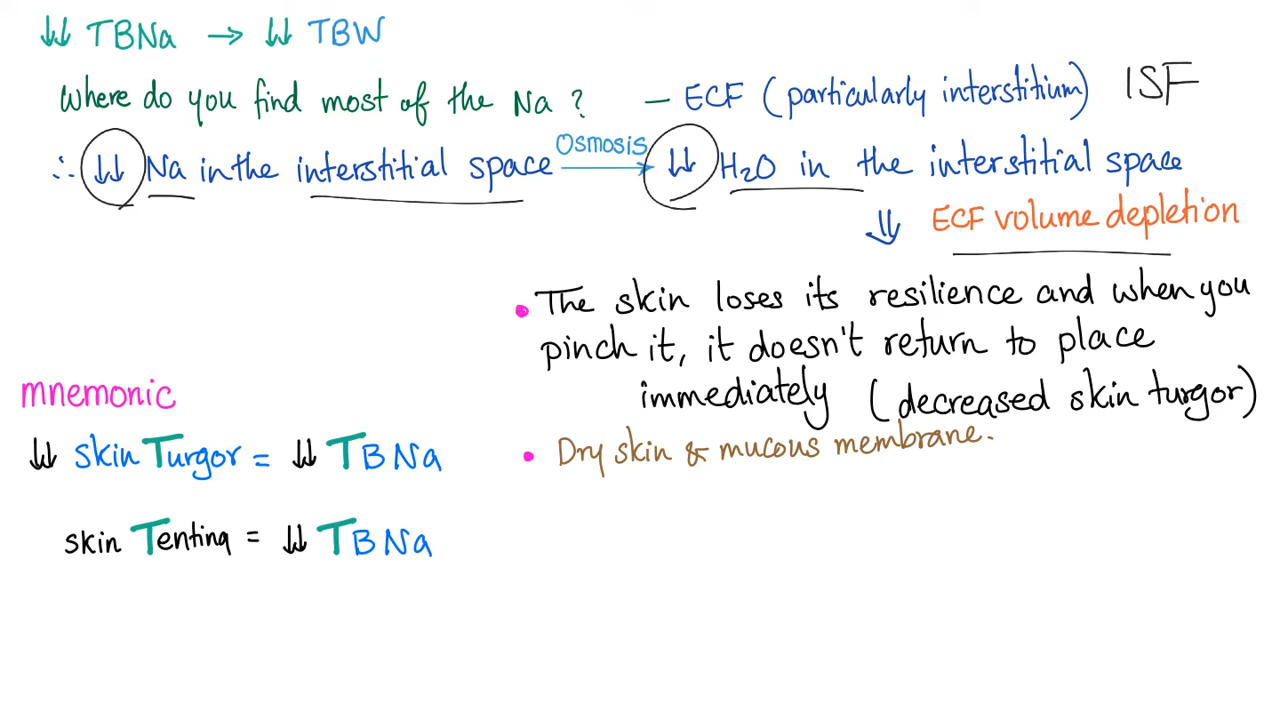 ↓↓ TBNa → ↓↓ TBW
Where do you find most of the Na ? – ECF (particularly interstitium) ISF
∴ ↓↓ Na in the interstitial space Osmosis → ↓↓ H2O in the interstitial space
⇓ ECF volume depletion
• The skin loses its resilience and when you
pinch it, it doesn't return to place
immediately (decreased skin turgor)
• Dry skin & mucous membrane.
mnemonic
↓↓ skin Turgor = ↓↓ TBNa
skin Tenting = ↓↓ TBNa